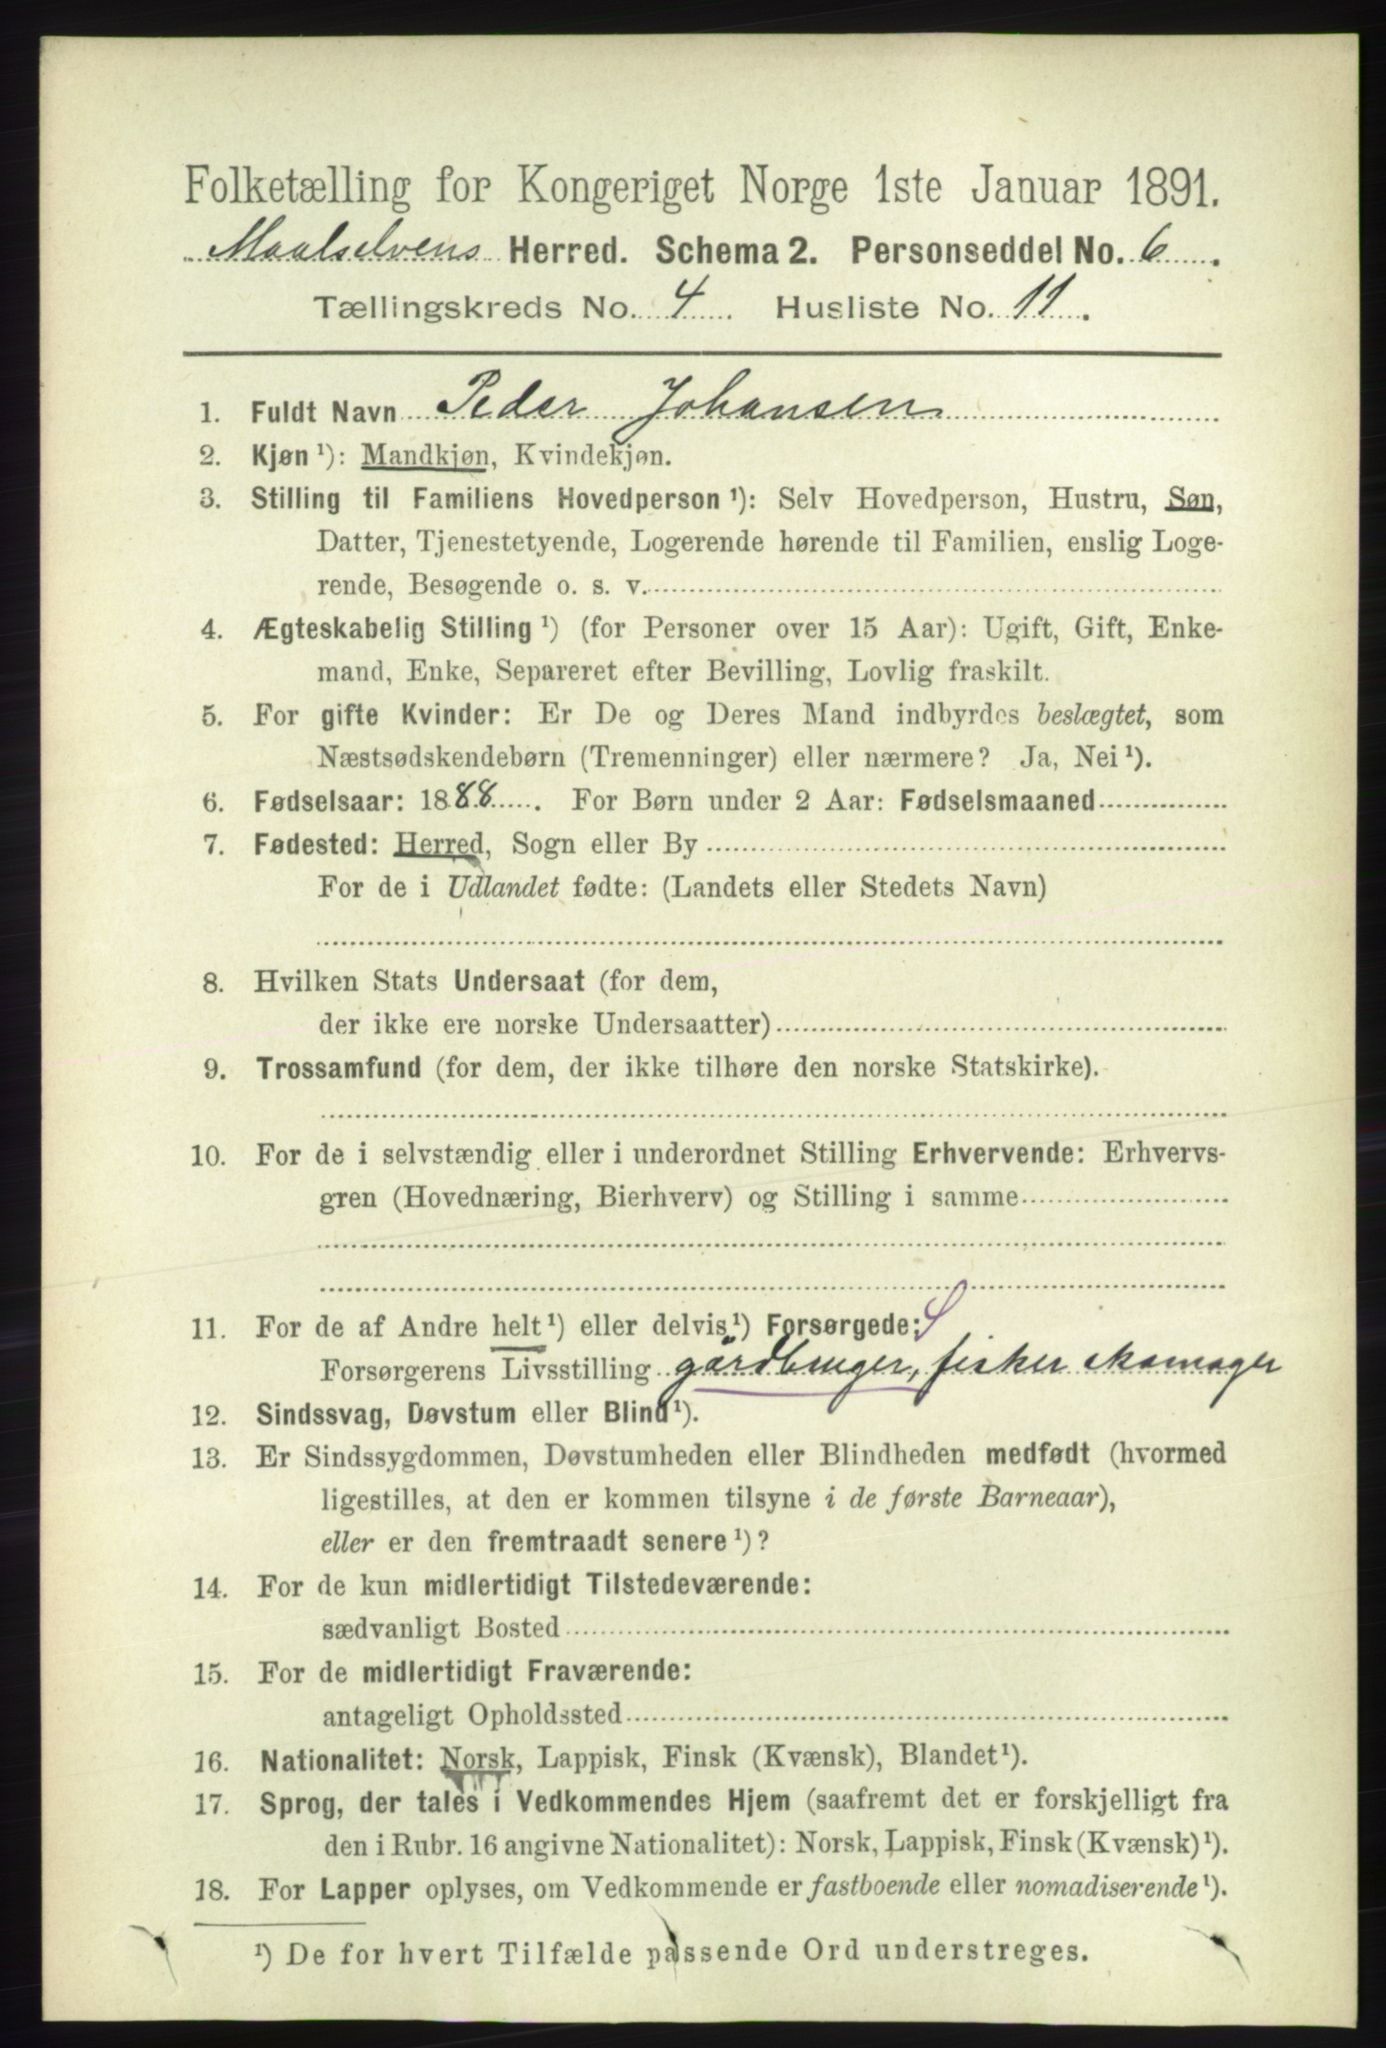 Folketælling for Kongeriget Norge 1ste Januar 1891.
Maalselvens Herred. Schema 2. Personseddel No. 6.
Tællingskreds No. 4. Husliste No. 11.
1. Fuldt Navn Peder Johansen
2. Kjøn ¹): Mandkjøn, Kvindekjøn.
3. Stilling til Familiens Hovedperson ¹): Selv Hovedperson, Hustru, Søn,
Datter, Tjenestetyende, Logerende hørende til Familien, enslig Loge-
rende, Besøgende o. s. v.
4. Ægteskabelig Stilling ¹) (for Personer over 15 Aar): Ugift, Gift, Enke-
mand, Enke, Separeret efter Bevilling, Lovlig fraskilt.
5. For gifte Kvinder: Er De og Deres Mand indbyrdes beslægtet, som
Næstsødskendebørn (Tremenninger) eller nærmere? Ja, Nei ¹).
6. Fødselsaar: 1888. For Børn under 2 Aar: Fødselsmaaned
7. Fødested: Herred, Sogn eller By
For de i Udlandet fødte: (Landets eller Stedets Navn)
8. Hvilken Stats Undersaat (for dem,
der ikke ere norske Undersaatter)
9. Trossamfund (for dem, der ikke tilhøre den norske Statskirke).
10. For de i selvstændig eller i underordnet Stilling Erhvervende: Erhvervs-
gren (Hovednæring, Bierhverv) og Stilling i samme
11. For de af Andre helt ¹) eller delvis ¹) Forsørgede: S
Forsørgerens Livsstilling gårdbruger, fisker skomager
12. Sindssvag, Døvstum eller Blind ¹).
13. Er Sindssygdommen, Døvstumheden eller Blindheden medfødt (hvormed
ligestilles, at den er kommen tilsyne i de første Barneaar),
eller er den fremtraadt senere ¹)?
14. For de kun midlertidigt Tilstedeværende:
sædvanligt Bosted
15. For de midlertidigt Fraværende:
antageligt Opholdssted
16. Nationalitet: Norsk, Lappisk, Finsk (Kvænsk), Blandet ¹).
17. Sprog, der tales i Vedkommendes Hjem (saafremt det er forskjelligt fra
den i Rubr. 16 angivne Nationalitet): Norsk, Lappisk, Finsk (Kvænsk) ¹).
18. For Lapper oplyses, om Vedkommende er fastboende eller nomadiserende ¹).
¹) De for hvert Tilfælde passende Ord understreges.